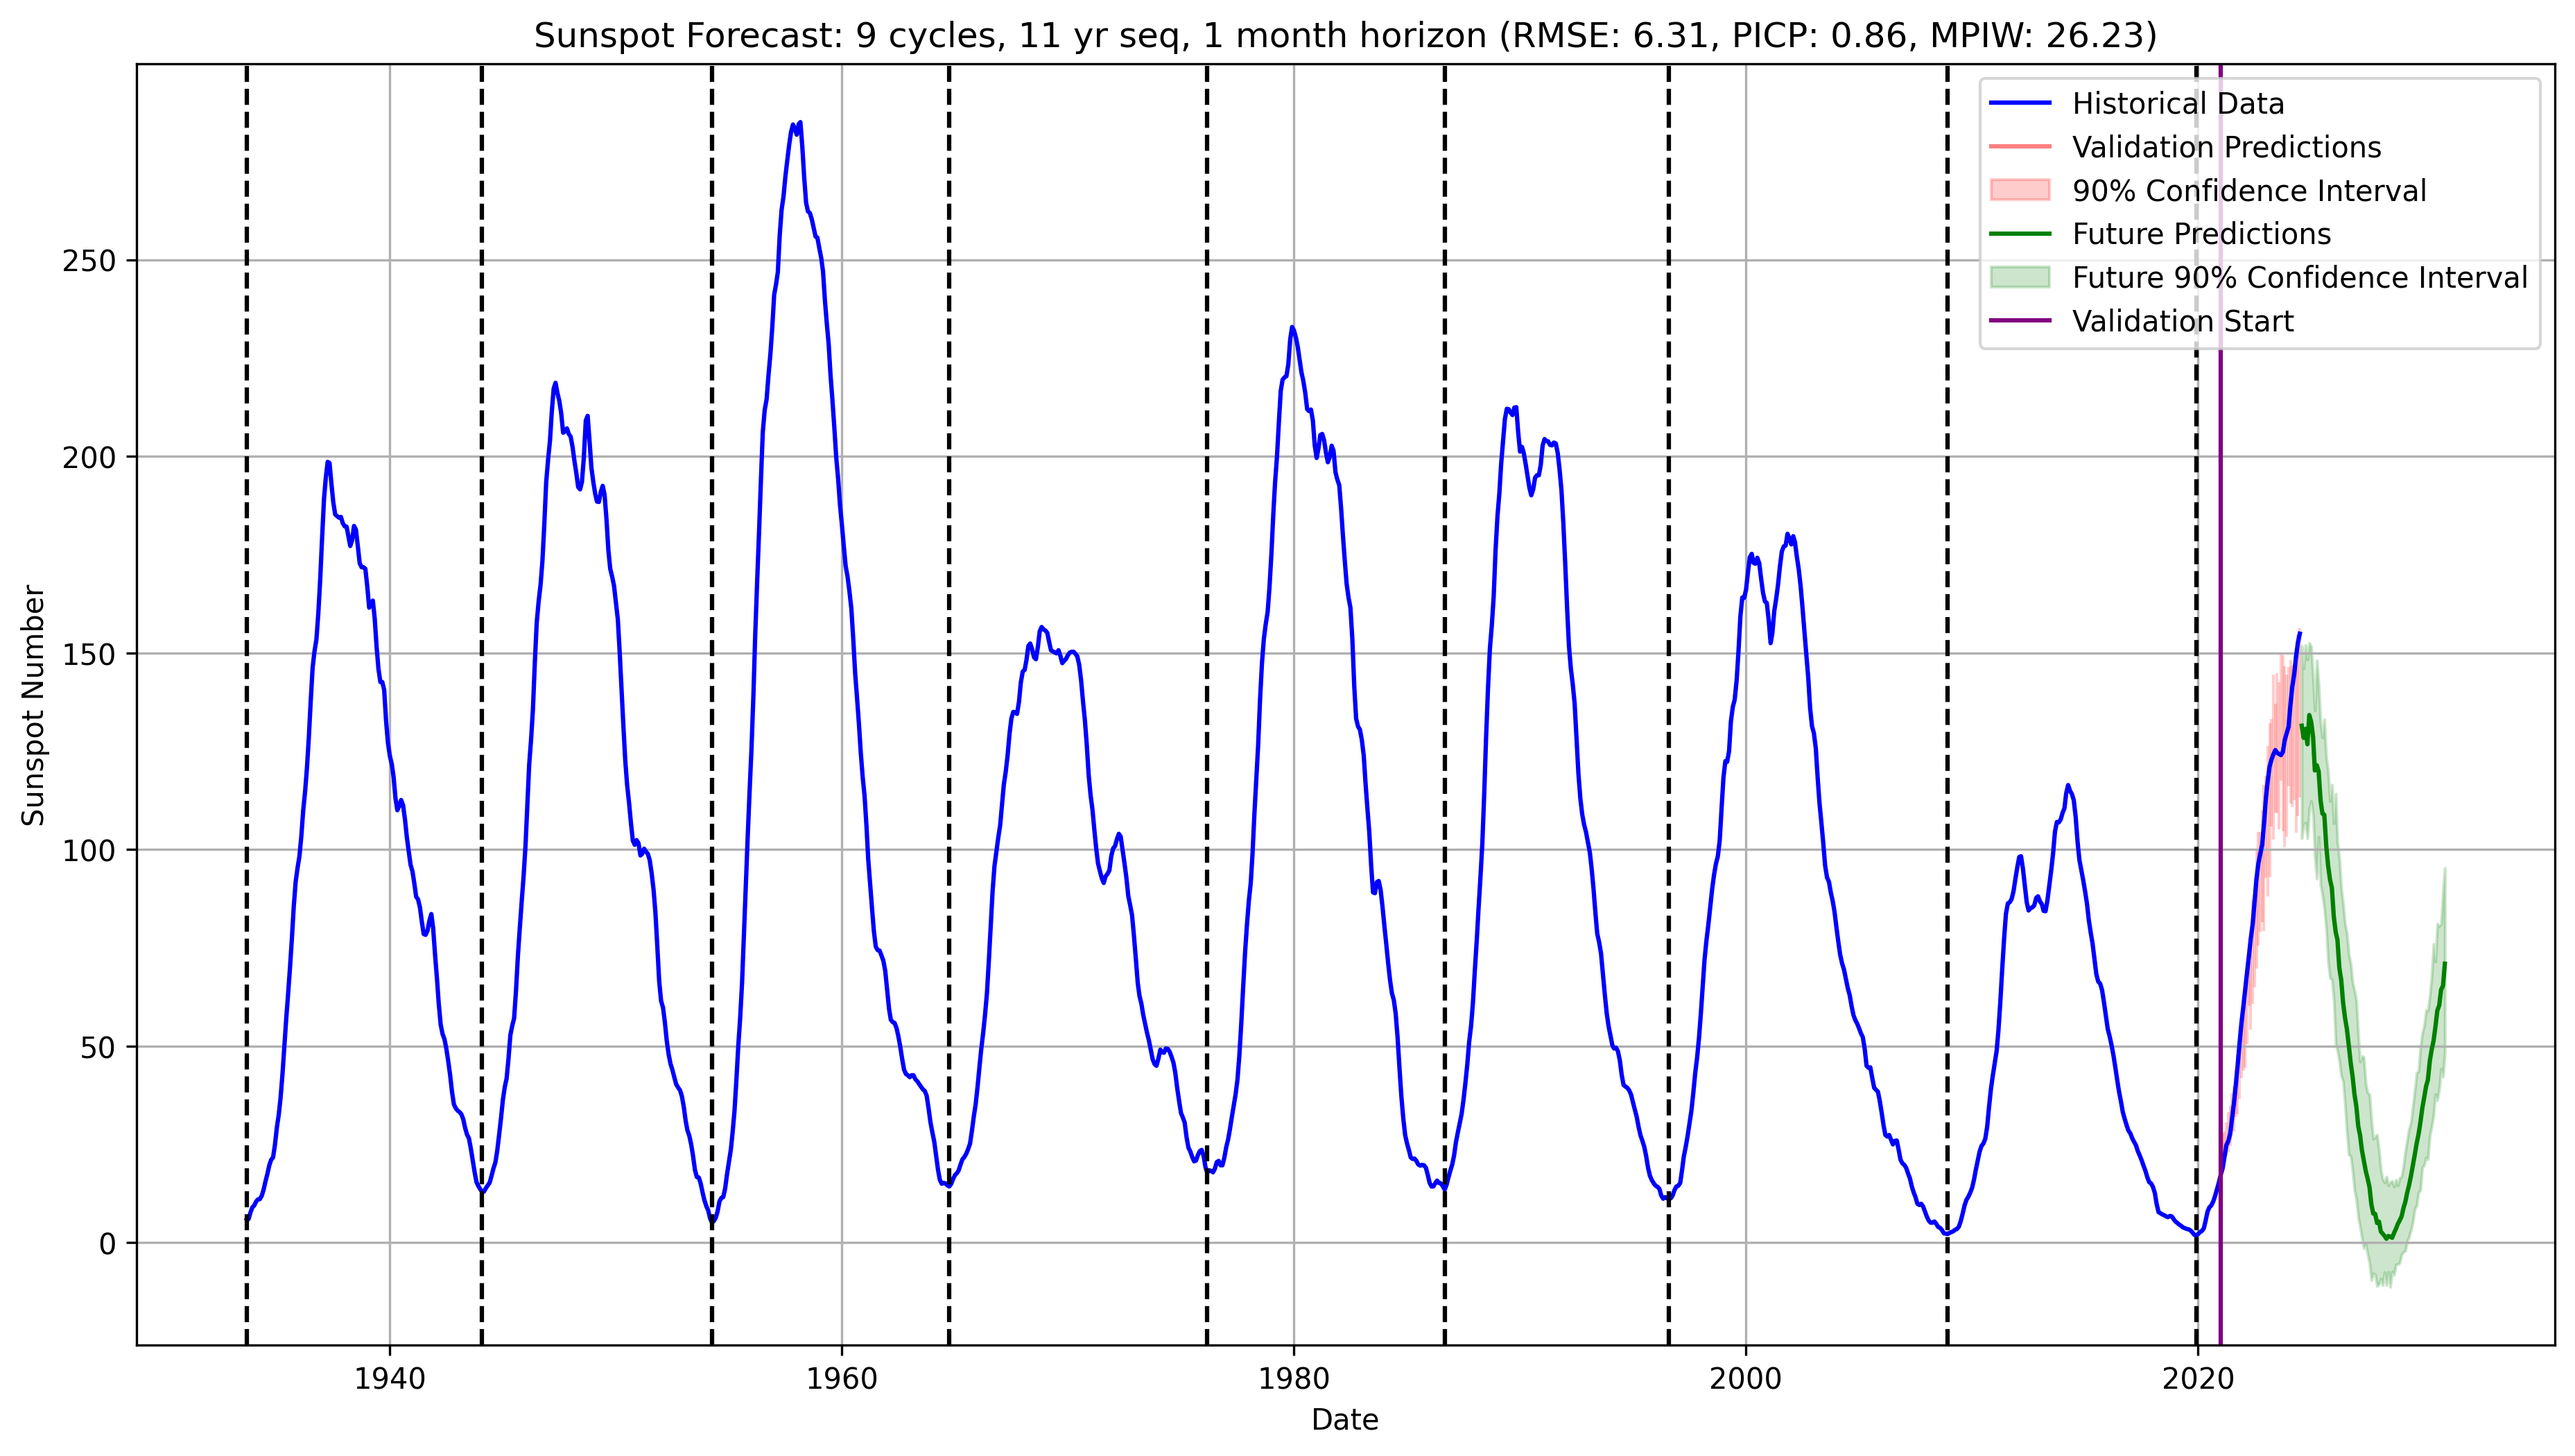 Sunspot Forecast: 9 cycles, 11 yr seq, 1 month horizon (RMSE: 6.31, PICP: 0.86, MPIW: 26.23)
Historical Data
Validation Predictions
90% Confidence Interval
Future Predictions
Future 90% Confidence Interval
Validation Start
Sunspot Number
250
200
150
100
50
0
1940
1960
1980
2000
2020
Date